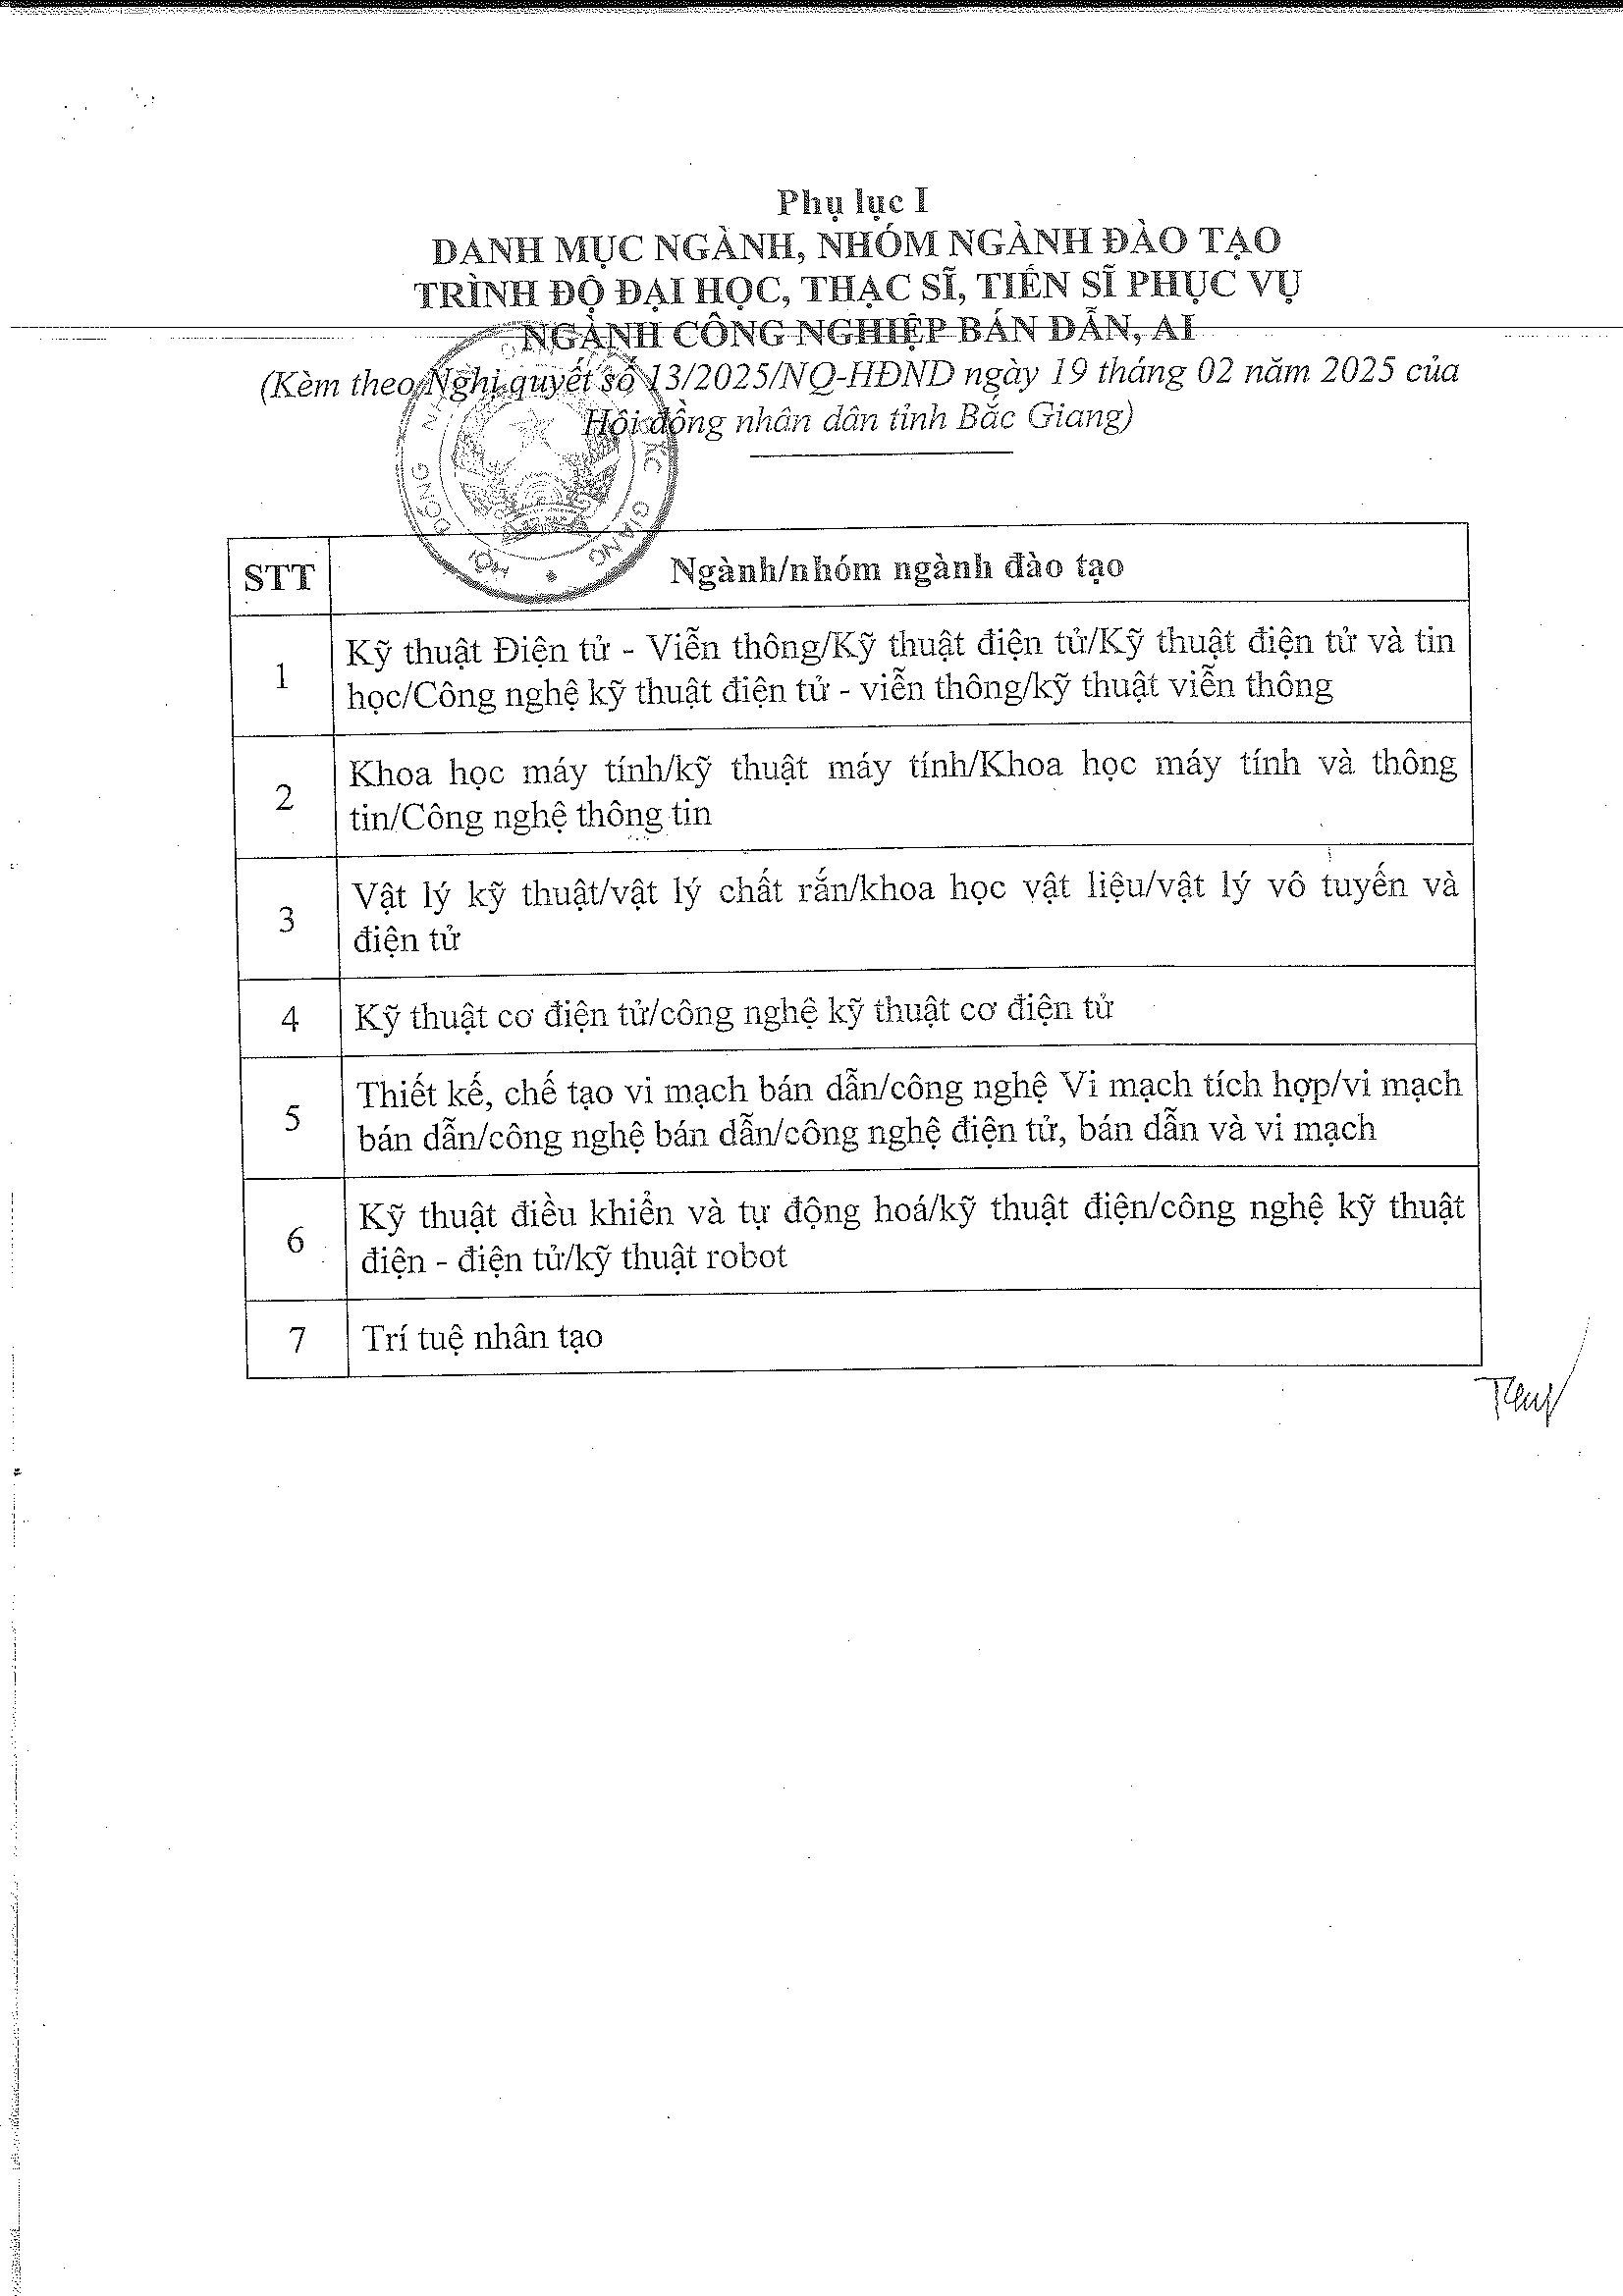 Phụ lục I
DANH MỤC NGÀNH, NHÓM NGÀNH ĐÀO TẠO
TRÌNH ĐỘ ĐẠI HỌC, THẠC SĨ, TIẾN SĨ PHỤC VỤ
NGÀNH CÔNG NGHIỆP BÁN DẪN, AI
(Kèm theo Nghị quyết số 13/2025/NQ-HĐND ngày 19 tháng 02 năm 2025 của
Hội đồng nhân dân tỉnh Bắc Giang)
STT Ngành/nhóm ngành đào tạo
1 Kỹ thuật Điện tử - Viễn thông/Kỹ thuật điện tử/Kỹ thuật điện tử và tin
học/Công nghệ kỹ thuật điện tử - viễn thông/kỹ thuật viễn thông
2 Khoa học máy tính/kỹ thuật máy tính/Khoa học máy tính và thông
tin/Công nghệ thông tin
3 Vật lý kỹ thuật/vật lý chất rắn/khoa học vật liệu/vật lý vô tuyến và
điện tử
4 Kỹ thuật cơ điện tử/công nghệ kỹ thuật cơ điện tử
5 Thiết kế, chế tạo vi mạch bán dẫn/công nghệ Vi mạch tích hợp/vi mạch
bán dẫn/công nghệ bán dẫn/công nghệ điện tử, bán dẫn và vi mạch
6 Kỹ thuật điều khiển và tự động hoá/kỹ thuật điện/công nghệ kỹ thuật
điện - điện tử/kỹ thuật robot
7 Trí tuệ nhân tạo